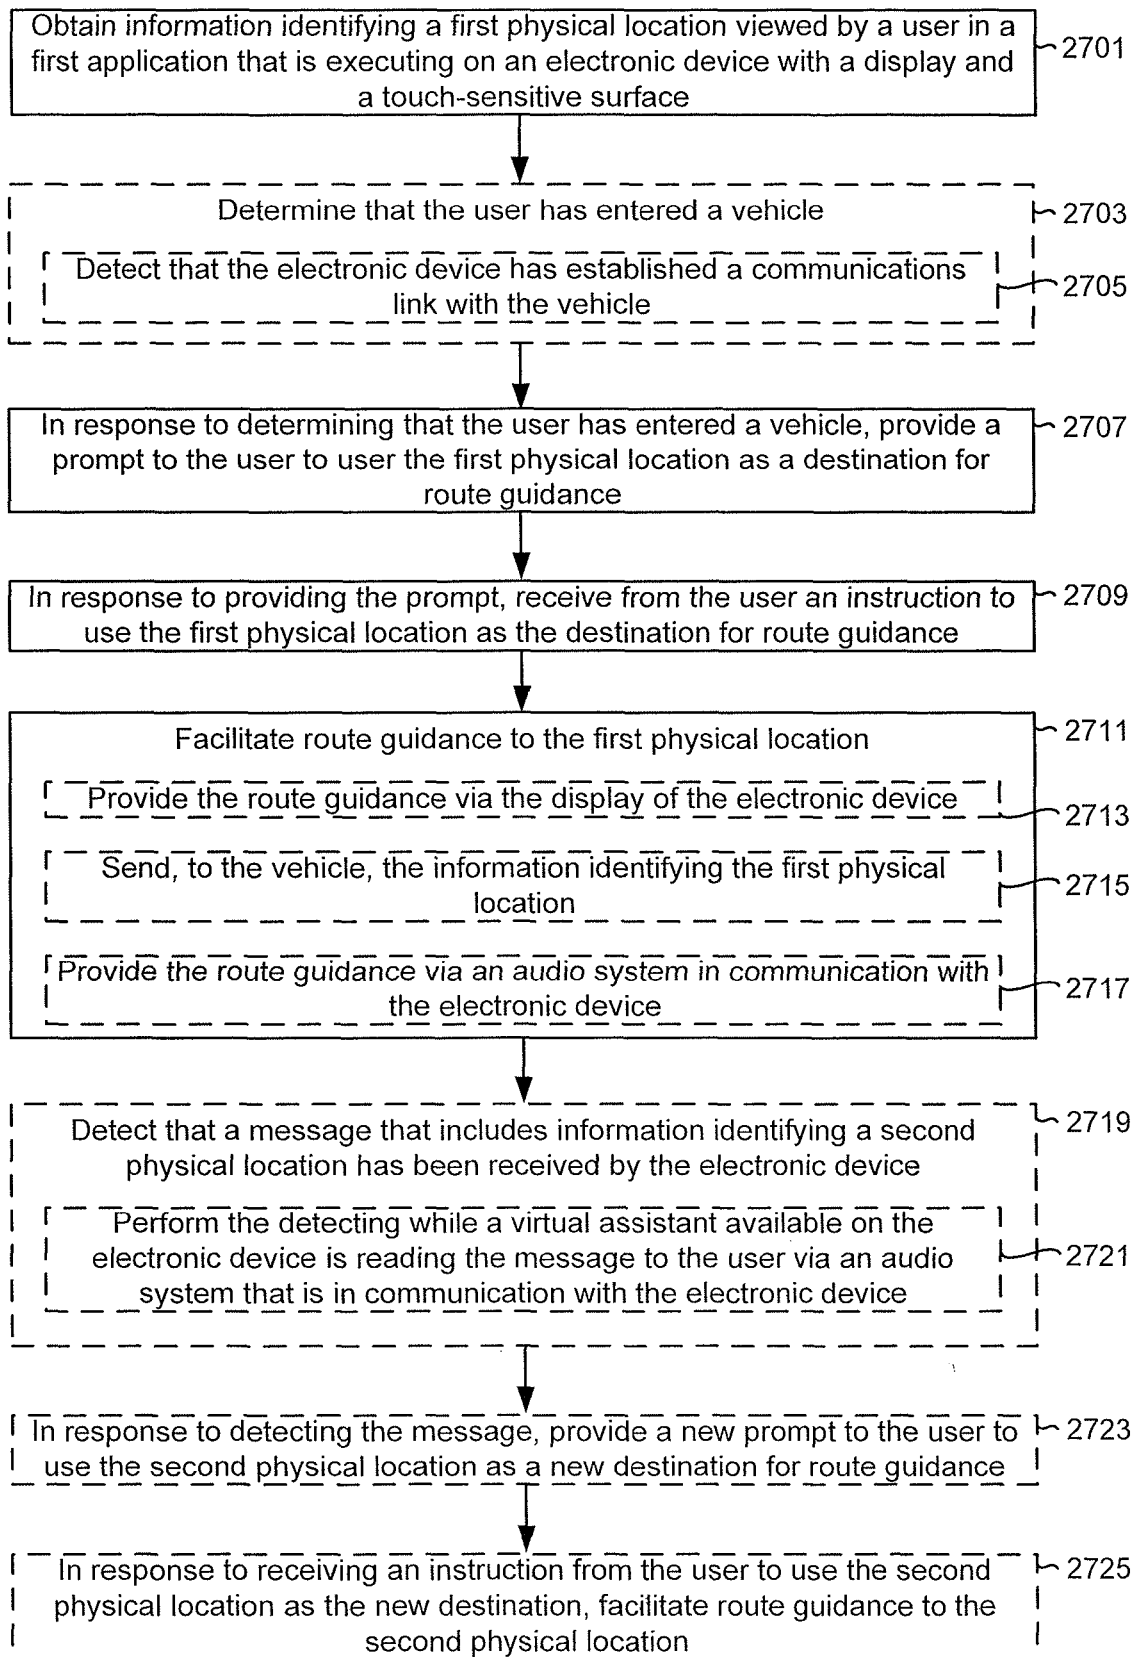 Obtain information identifying a first physical location viewed by a user in a
first application that is executing on an electronic device with a display and
a touch-sensitive surface
2701
Determine that the user has entered a vehicle
2703
Detect that the electronic device has established a communications
link with the vehicle
2705
In response to determining that the user has entered a vehicle, provide a
prompt to the user to user the first physical location as a destination for
route guidance
2707
In response to providing the prompt, receive from the user an instruction to
use the first physical location as the destination for route guidance
2709
Facilitate route guidance to the first physical location
2711
Provide the route guidance via the display of the electronic device
2713
Send, to the vehicle, the information identifying the first physical
location
2715
Provide the route guidance via an audio system in communication with
the electronic device
2717
Detect that a message that includes information identifying a second
physical location has been received by the electronic device
2719
Perform the detecting while a virtual assistant available on the
electronic device is reading the message to the user via an audio
system that is in communication with the electronic device
2721
In response to detecting the message, provide a new prompt to the user to
use the second physical location as a new destination for route guidance
2723
In response to receiving an instruction from the user to use the second
physical location as the new destination, facilitate route guidance to the
second physical location
2725